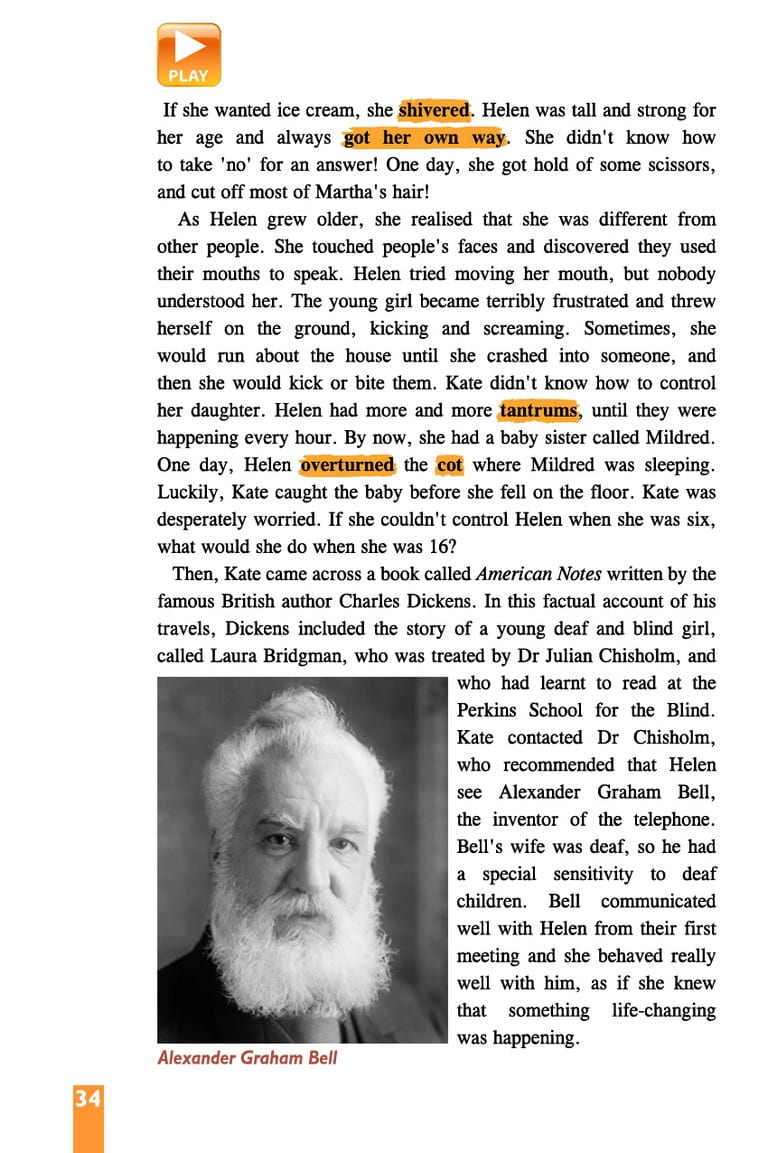 PLAY
If she wanted ice cream, she shivered. Helen was tall and strong for
her age and always got her own way. She didn't know how
to take 'no' for an answer! One day, she got hold of some scissors,
and cut off most of Martha's hair!
As Helen grew older, she realised that she was different from
other people. She touched people's faces and discovered they used
their mouths to speak. Helen tried moving her mouth, but nobody
understood her. The young girl became terribly frustrated and threw
herself on the ground, kicking and screaming. Sometimes, she
would run about the house until she crashed into someone, and
then she would kick or bite them. Kate didn't know how to control
her daughter. Helen had more and more tantrums, until they were
happening every hour. By now, she had a baby sister called Mildred.
One day, Helen overturned the cot where Mildred was sleeping.
Luckily, Kate caught the baby before she fell on the floor. Kate was
desperately worried. If she couldn't control Helen when she was six,
what would she do when she was 16?
Then, Kate came across a book called American Notes written by the
famous British author Charles Dickens. In this factual account of his
travels, Dickens included the story of a young deaf and blind girl,
called Laura Bridgman, who was treated by Dr Julian Chisholm, and
who had learnt to read at the
Perkins School for the Blind.
Kate contacted Dr Chisholm,
who recommended that Helen
see Alexander Graham Bell,
the inventor of the telephone.
Bell's wife was deaf, so he had
a special sensitivity to deaf
children. Bell communicated
well with Helen from their first
meeting and she behaved really
well with him, as if she knew
that something life-changing
was happening.
Alexander Graham Bell
34